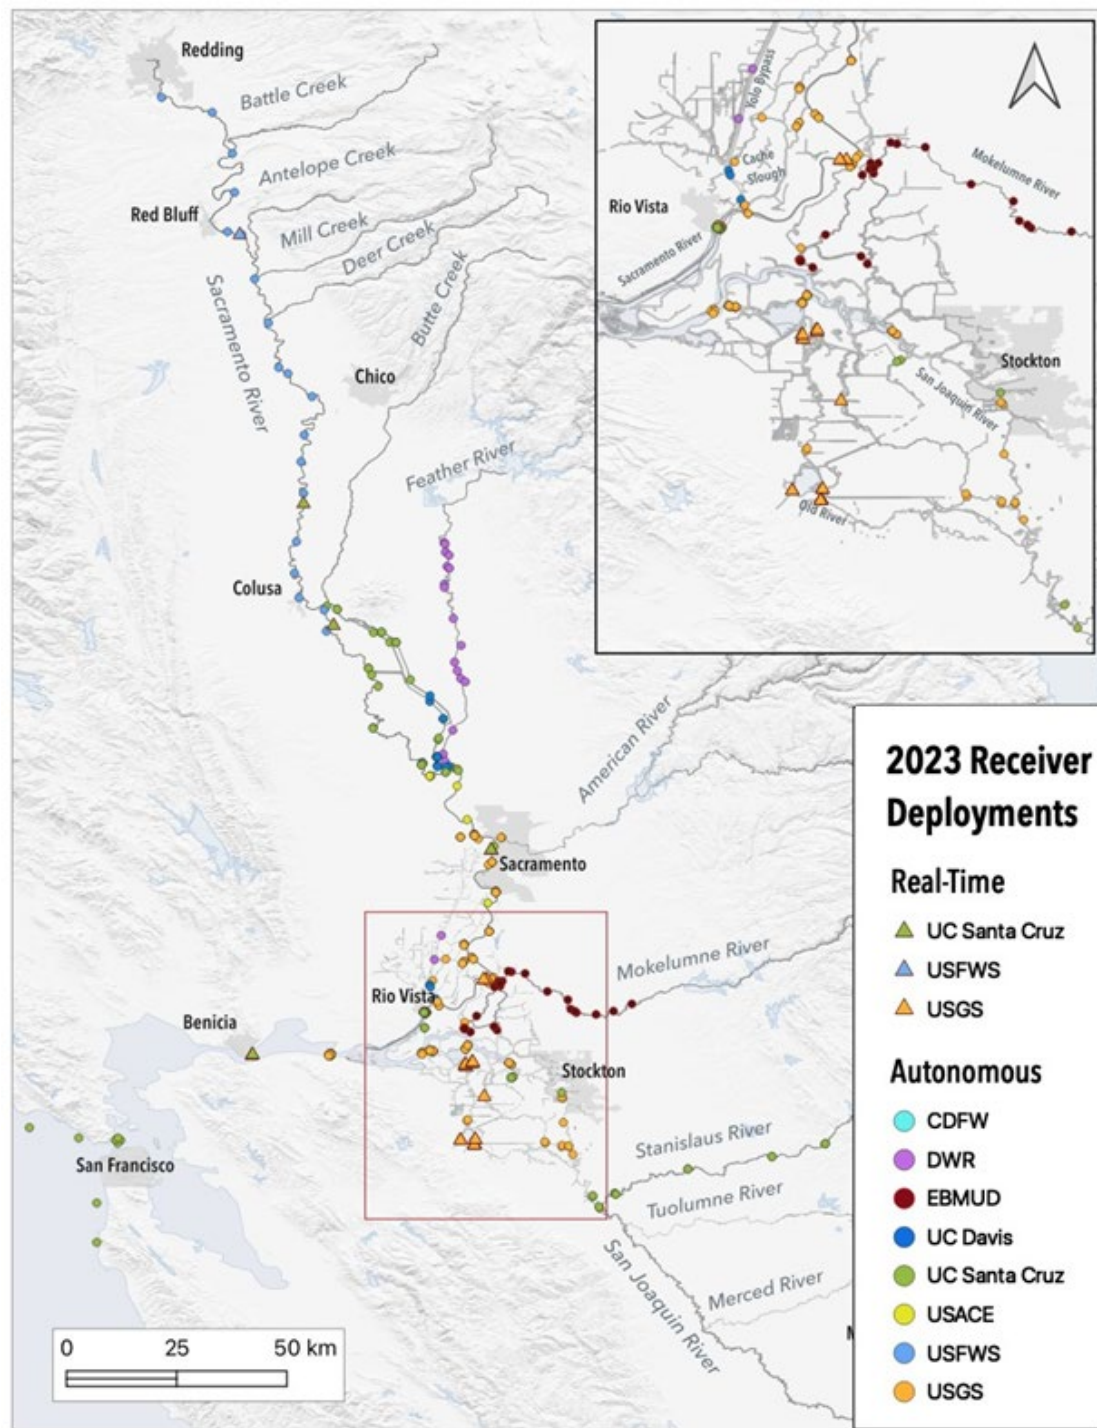 Redding
Battle Creek
Antelope Creek
Red Bluff
Mill Creek
Deer Creek
Sacramento River
Butte Creek
Chico
Feather River
Colusa
American River
Sacramento
Mokelumne River
Rio Vista
Benicia
Stockton
San Francisco
Stanislaus River
Tuolumne River
San Joaquin River
Merced River
0 25 50 km
Yolo Bypass
Cache
Slough
Mokelumne River
Rio Vista
Sacramento River
Stockton
San Joaquin River
Old River
2023 Receiver
Deployments
Real-Time
UC Santa Cruz
USFWS
USGS
Autonomous
CDFW
DWR
EBMUD
UC Davis
UC Santa Cruz
USACE
USFWS
USGS